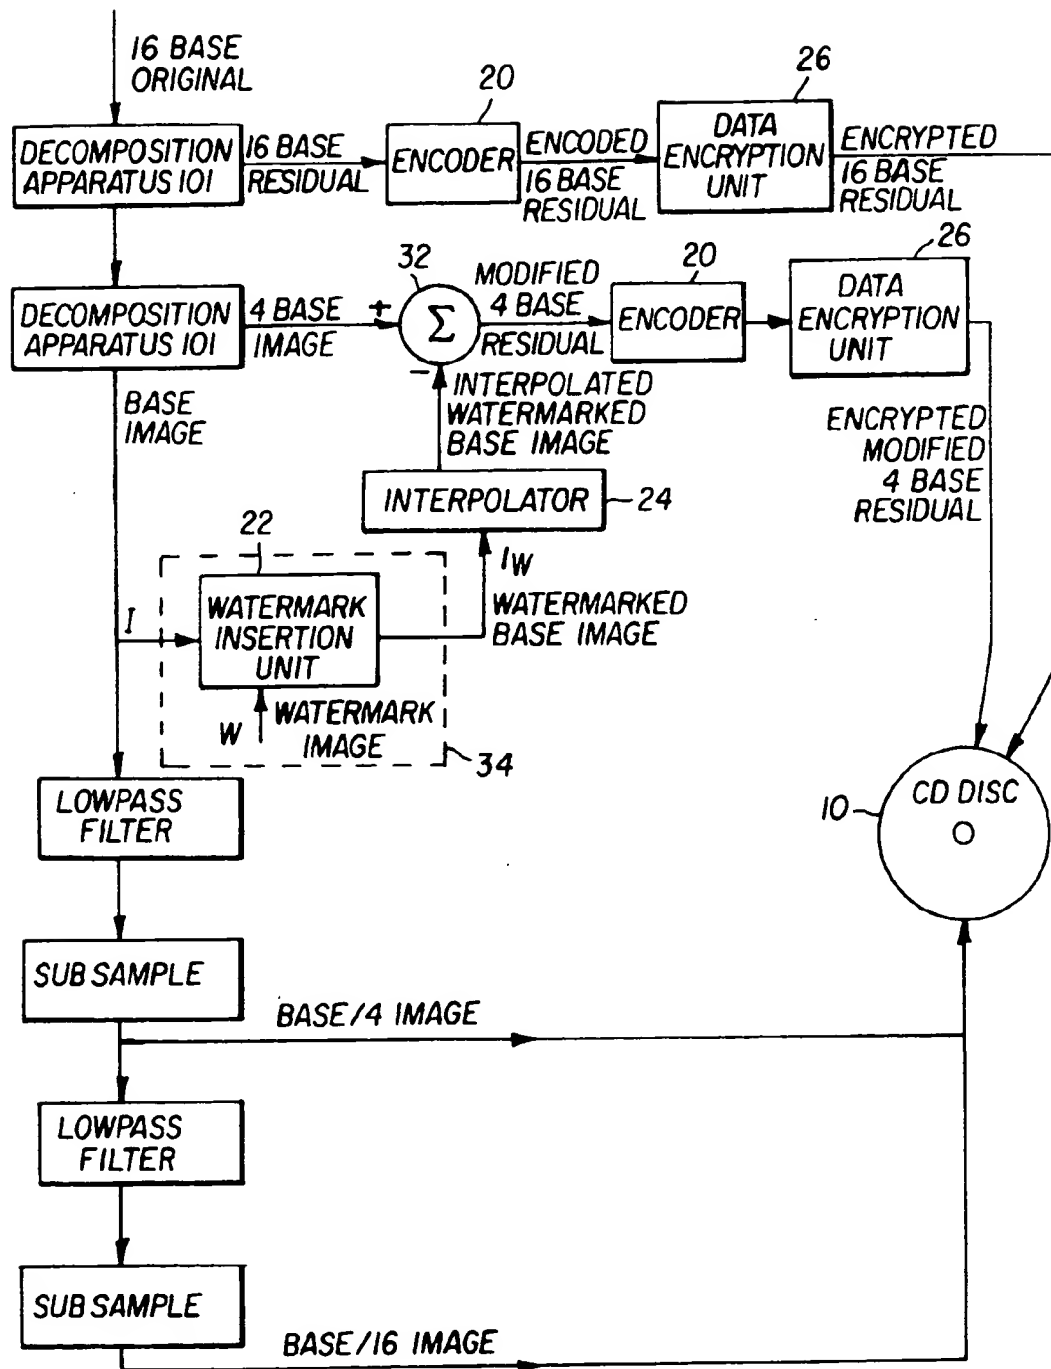 16 BASE
ORIGINAL
DECOMPOSITION
APPARATUS 101
16 BASE
RESIDUAL
20
ENCODER
ENCODED
16 BASE
RESIDUAL
26
DATA
ENCRYPTION
UNIT
ENCRYPTED
16 BASE
RESIDUAL
DECOMPOSITION
APPARATUS 101
4 BASE
IMAGE
+
32
Σ
-
MODIFIED
4 BASE
RESIDUAL
20
ENCODER
26
DATA
ENCRYPTION
UNIT
BASE
IMAGE
INTERPOLATED
WATERMARKED
BASE IMAGE
ENCRYPTED
MODIFIED
4 BASE
RESIDUAL
INTERPOLATOR
24
22
I
WATERMARK
INSERTION
UNIT
IW
WATERMARKED
BASE IMAGE
W
WATERMARK
IMAGE
34
LOWPASS
FILTER
10
CD DISC
SUB SAMPLE
BASE/4 IMAGE
LOWPASS
FILTER
SUB SAMPLE
BASE/16 IMAGE